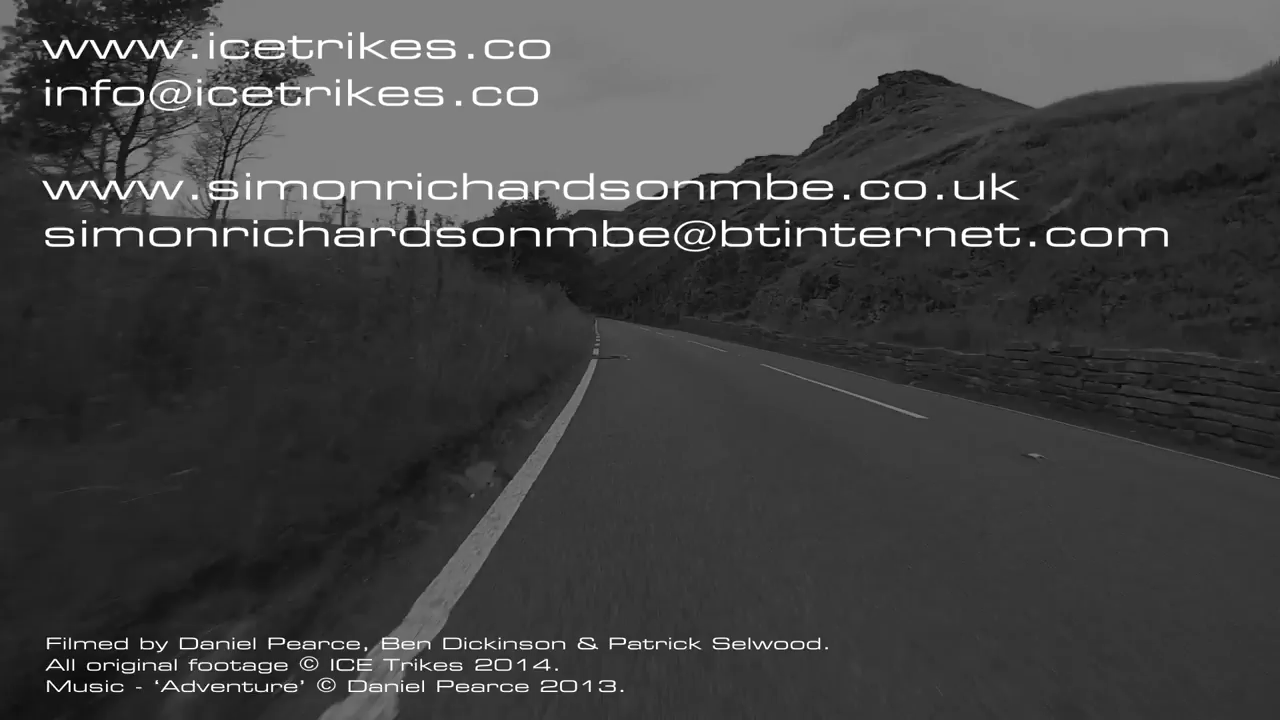 www.icetrikes.co
info@icetrikes.co
www.simonrichardsonmbe.co.uk
simonrichardsonmbe@btinternet.com
Filmed by Daniel Pearce, Ben Dickinson & Patrick Selwood.
All original footage © ICE Trikes 2014.
Music - ‘Adventure’ © Daniel Pearce 2013.